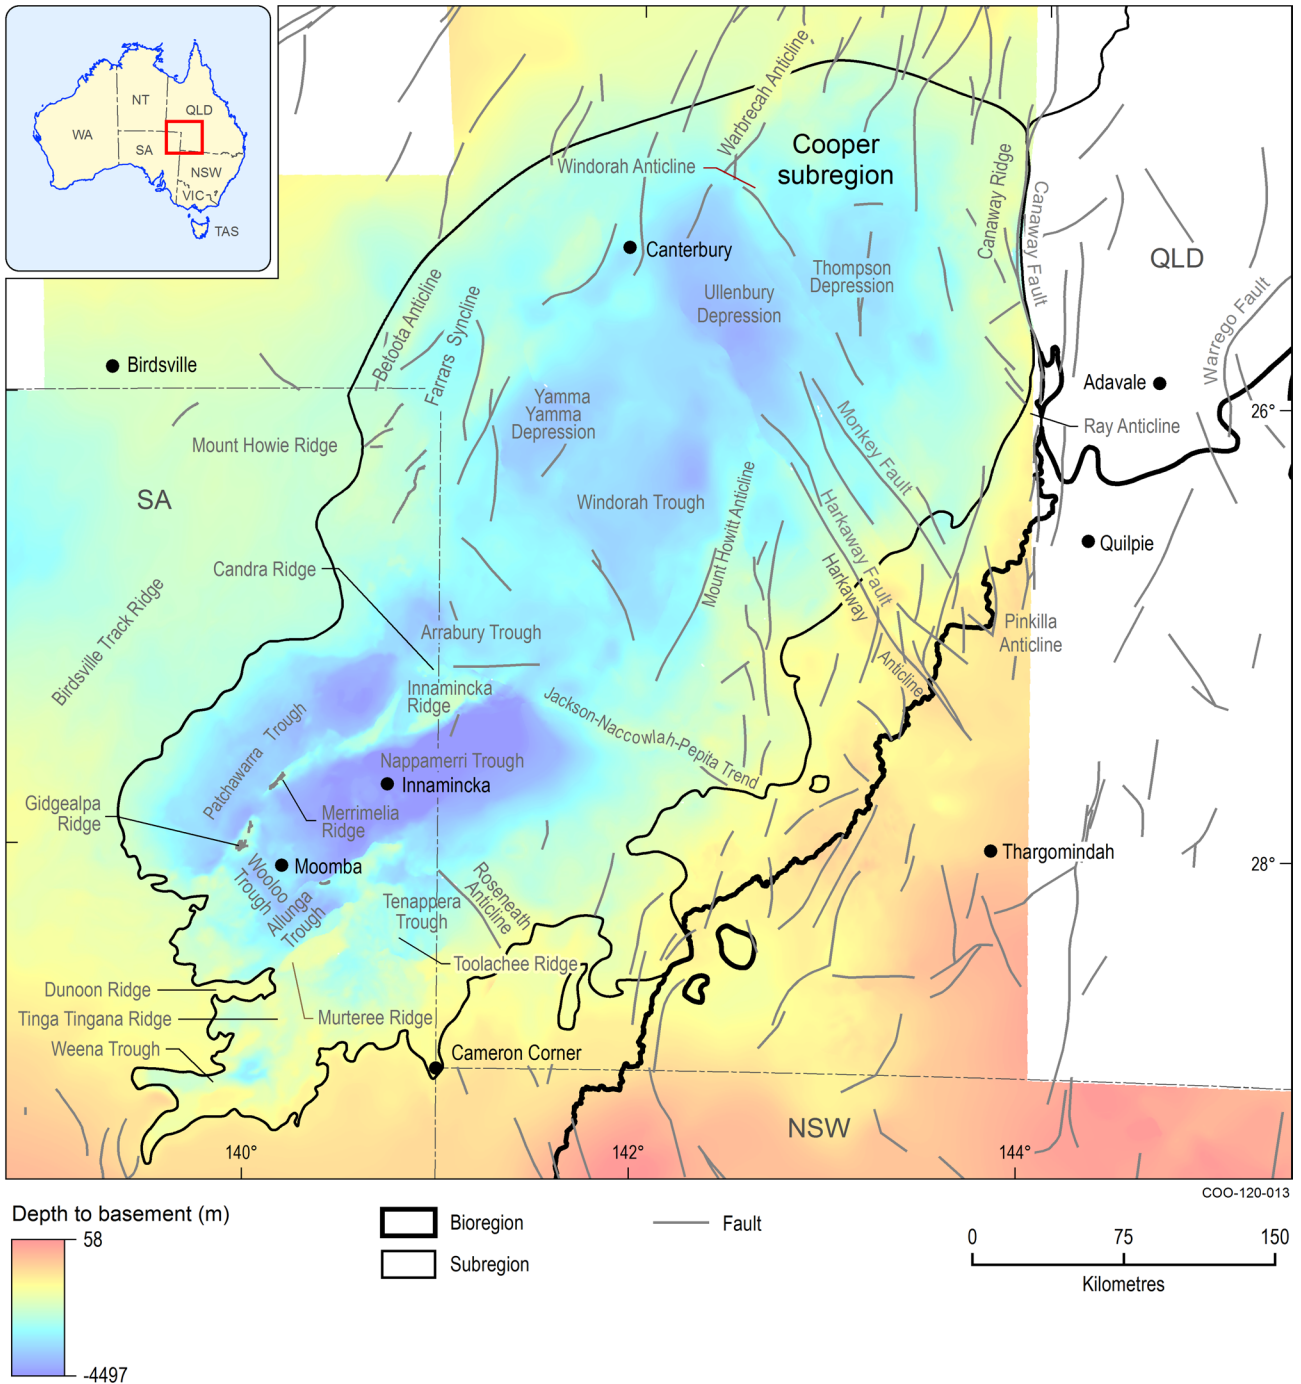 NT
QLD
WA
SA
NSW
VIC
TAS
Warbrecah Anticline
Cooper
subregion
Windorah Anticline
Canaway Ridge
Canaway Fault
Canterbury
QLD
Thompson
Depression
Ullenbury
Depression
Betoota Anticline
Farrars Syncline
Warrego Fault
Birdsville
Adavale
26°
Yamma
Yamma
Depression
Monkey Fault
Ray Anticline
Mount Howie Ridge
SA
Windorah Trough
Mount Howitt Anticline
Harkaway Fault
Quilpie
Candra Ridge
Harkaway
Anticline
Birdsville Track Ridge
Arrabury Trough
Pinkilla
Anticline
Innamincka
Ridge
Jackson-Naccowlah-Pepita Trend
Patchawarra Trough
Nappamerri Trough
Innamincka
Gidgealpa
Ridge
Merrimelia
Ridge
Moomba
Thargomindah
28°
Wooloo
Trough
Allunga
Trough
Roseneath
Anticline
Tenappera
Trough
Toolachee Ridge
Dunoon Ridge
Tinga Tingana Ridge
Murteree Ridge
Weena Trough
Cameron Corner
NSW
140°
142°
144°
COO-120-013
Depth to basement (m)
58
-4497
Bioregion
Subregion
Fault
0
75
150
Kilometres